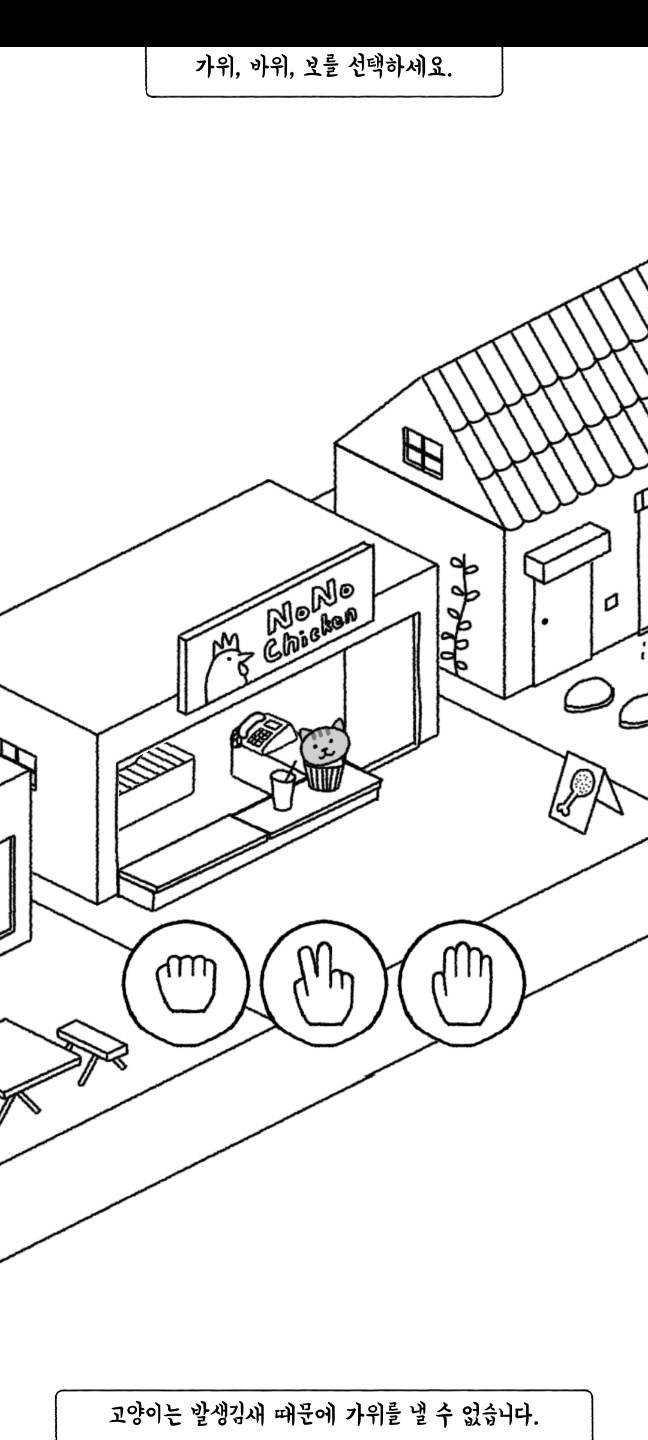 가위, 바위, 보를 선택하세요.
NoNo
Chicken
고양이는 발생김새 때문에 가위를 낼 수 없습니다.